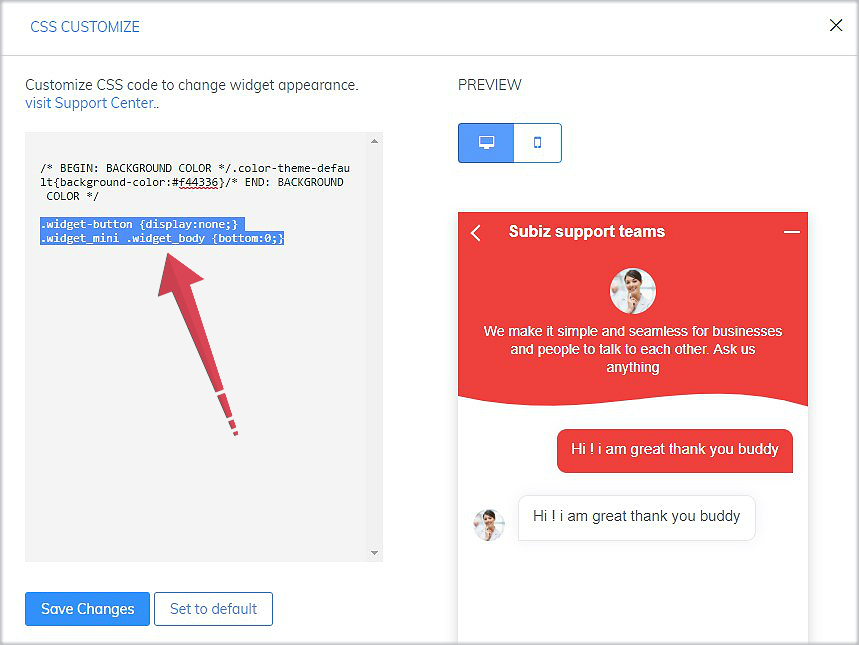 CSS CUSTOMIZE
Customize CSS code to change widget appearance.
visit Support Center..
/* BEGIN: BACKGROUND COLOR */.color-theme-defau
lt{background-color:#f44336}/* END: BACKGROUND
COLOR */
.widget-button {display:none;}
.widget_mini .widget_body {bottom:0;}
Save Changes
Set to default
PREVIEW
Subiz support teams
We make it simple and seamless for businesses
and people to talk to each other. Ask us
anything
Hi ! i am great thank you buddy
Hi ! i am great thank you buddy